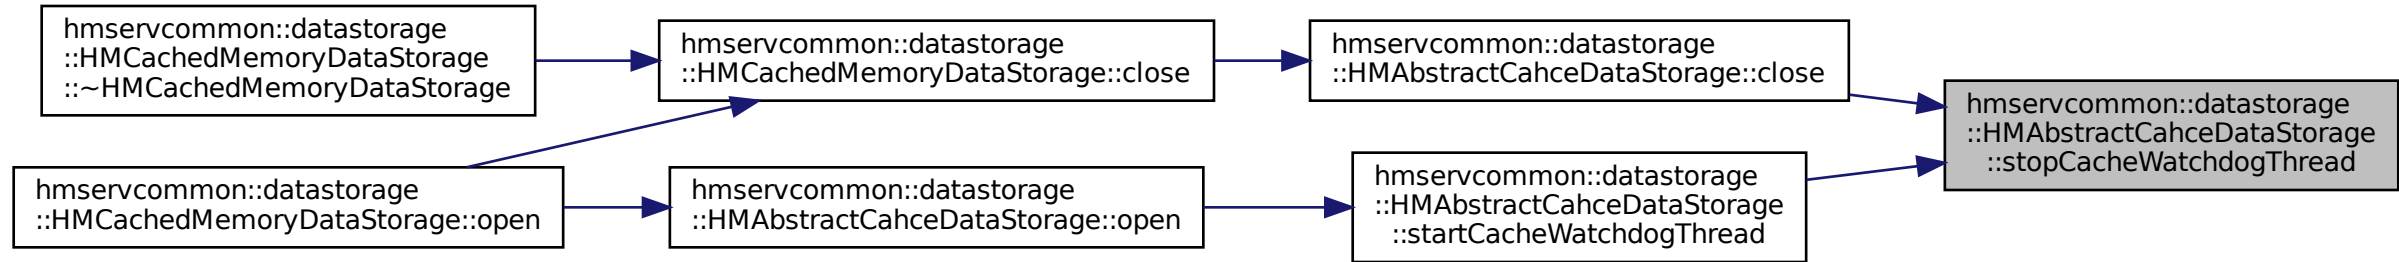 hmservcommon::datastorage
::HMCachedMemoryDataStorage
::~HMCachedMemoryDataStorage
hmservcommon::datastorage
::HMCachedMemoryDataStorage::close
hmservcommon::datastorage
::HMAbstractCahceDataStorage::close
hmservcommon::datastorage
::HMAbstractCahceDataStorage
::stopCacheWatchdogThread
hmservcommon::datastorage
::HMCachedMemoryDataStorage::open
hmservcommon::datastorage
::HMAbstractCahceDataStorage::open
hmservcommon::datastorage
::HMAbstractCahceDataStorage
::startCacheWatchdogThread